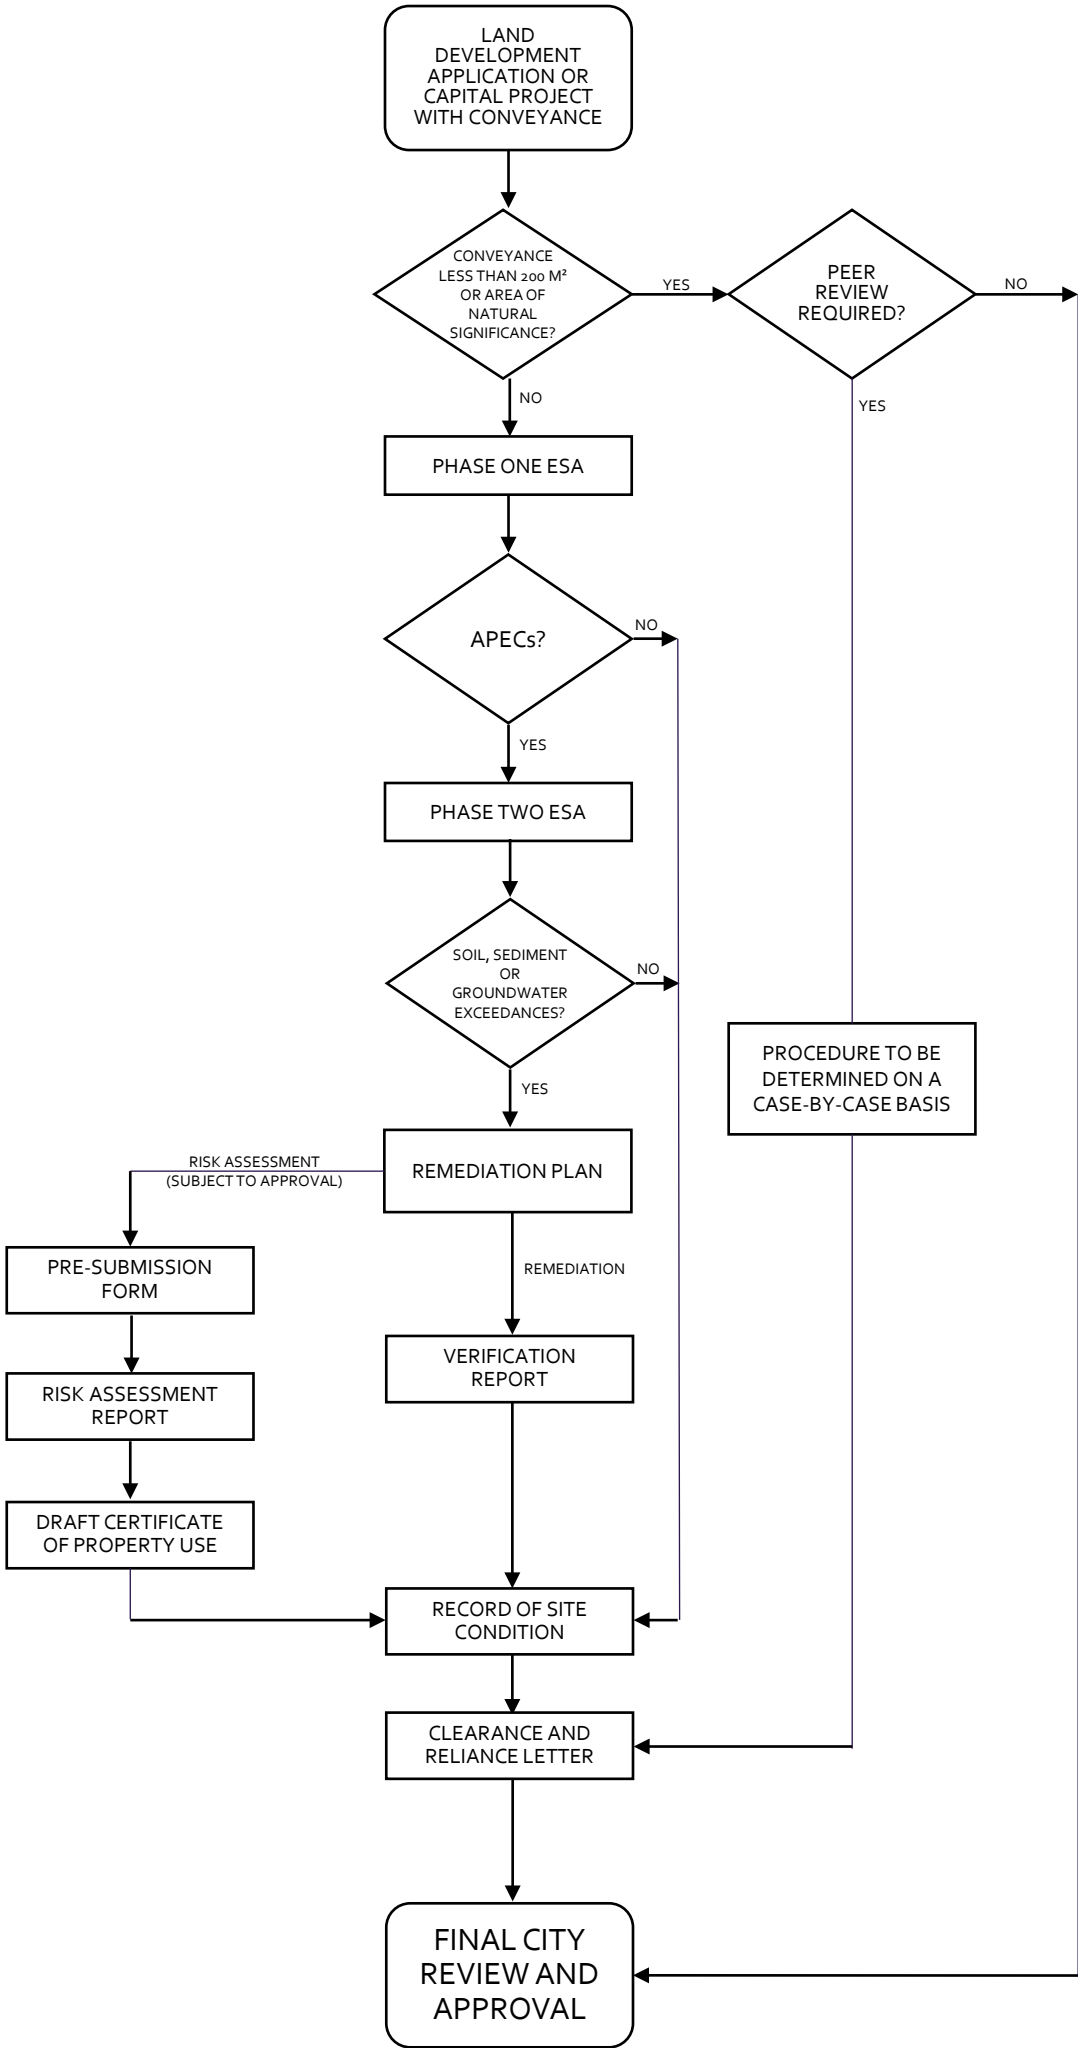 LAND
DEVELOPMENT
APPLICATION OR
CAPITAL PROJECT
WITH CONVEYANCE
CONVEYANCE
LESS THAN 200 M²
OR AREA OF
NATURAL
SIGNIFICANCE?
YES
PEER
REVIEW
REQUIRED?
NO
NO
YES
PHASE ONE ESA
APECs?
NO
YES
PHASE TWO ESA
SOIL, SEDIMENT
OR
GROUNDWATER
EXCEEDANCES?
NO
YES
PROCEDURE TO BE
DETERMINED ON A
CASE-BY-CASE BASIS
REMEDIATION PLAN
RISK ASSESSMENT
(SUBJECT TO APPROVAL)
REMEDIATION
PRE-SUBMISSION
FORM
VERIFICATION
REPORT
RISK ASSESSMENT
REPORT
DRAFT CERTIFICATE
OF PROPERTY USE
RECORD OF SITE
CONDITION
CLEARANCE AND
RELIANCE LETTER
FINAL CITY
REVIEW AND
APPROVAL